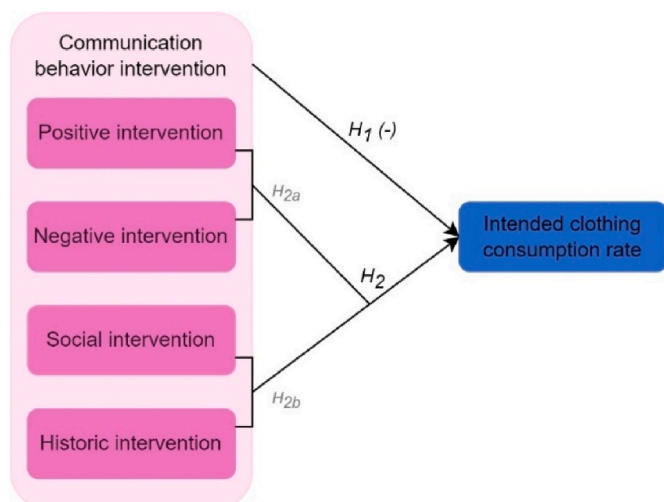 Communication
behavior intervention
Positive intervention
Negative intervention
Social intervention
Historic intervention
H1 (-)
H2a
H2
H2b
Intended clothing
consumption rate